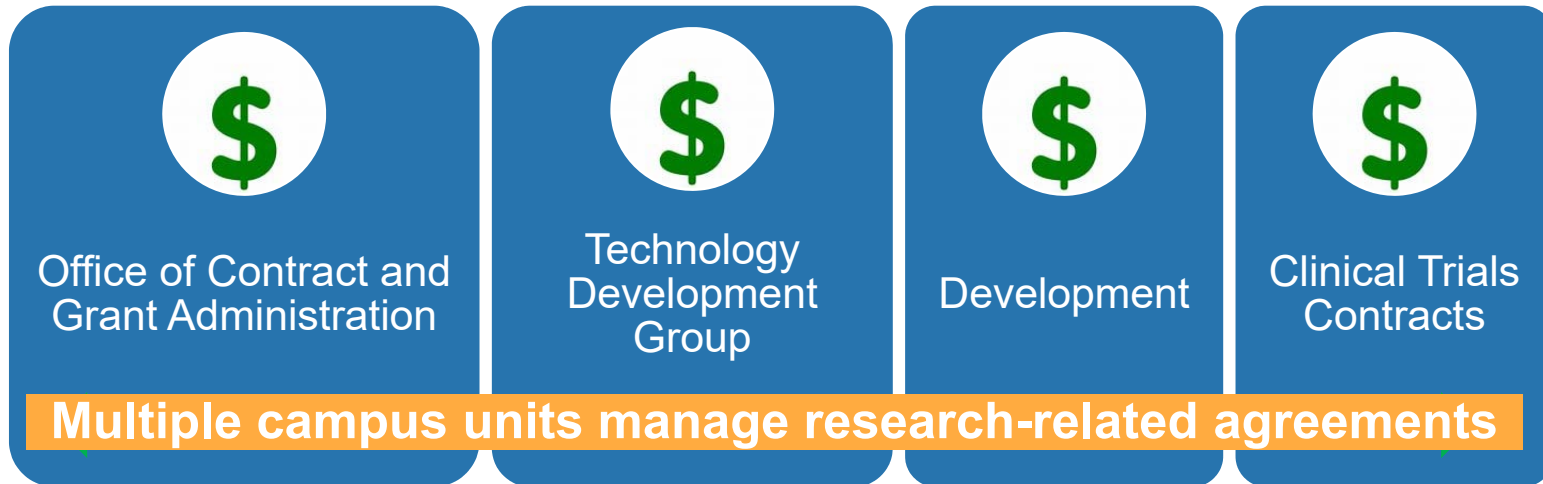 $
$
$
$
Office of Contract and
Grant Administration
Technology
Development
Group
Development
Clinical Trials
Contracts
Multiple campus units manage research-related agreements